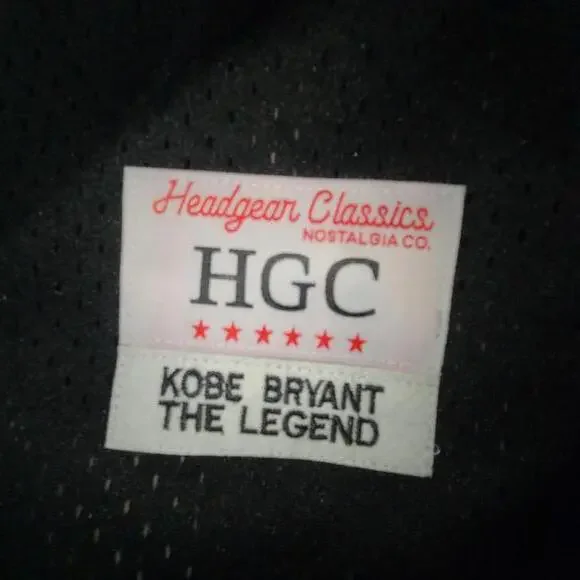 Headgear Classics
NOSTALGIA CO.
HGC
KOBE BRYANT
THE LEGEND